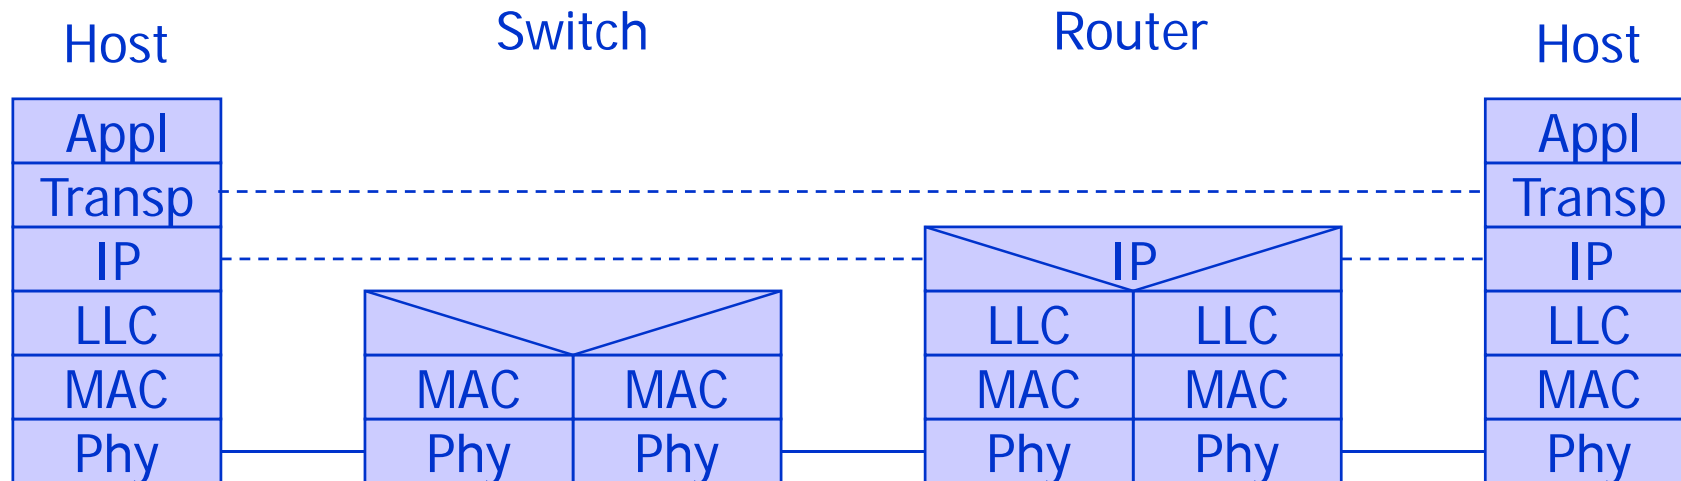 Host Switch Router Host
Appl Appl
Transp Transp
IP IP IP
LLC LLC LLC LLC
MAC MAC MAC MAC MAC MAC
Phy Phy Phy Phy Phy Phy